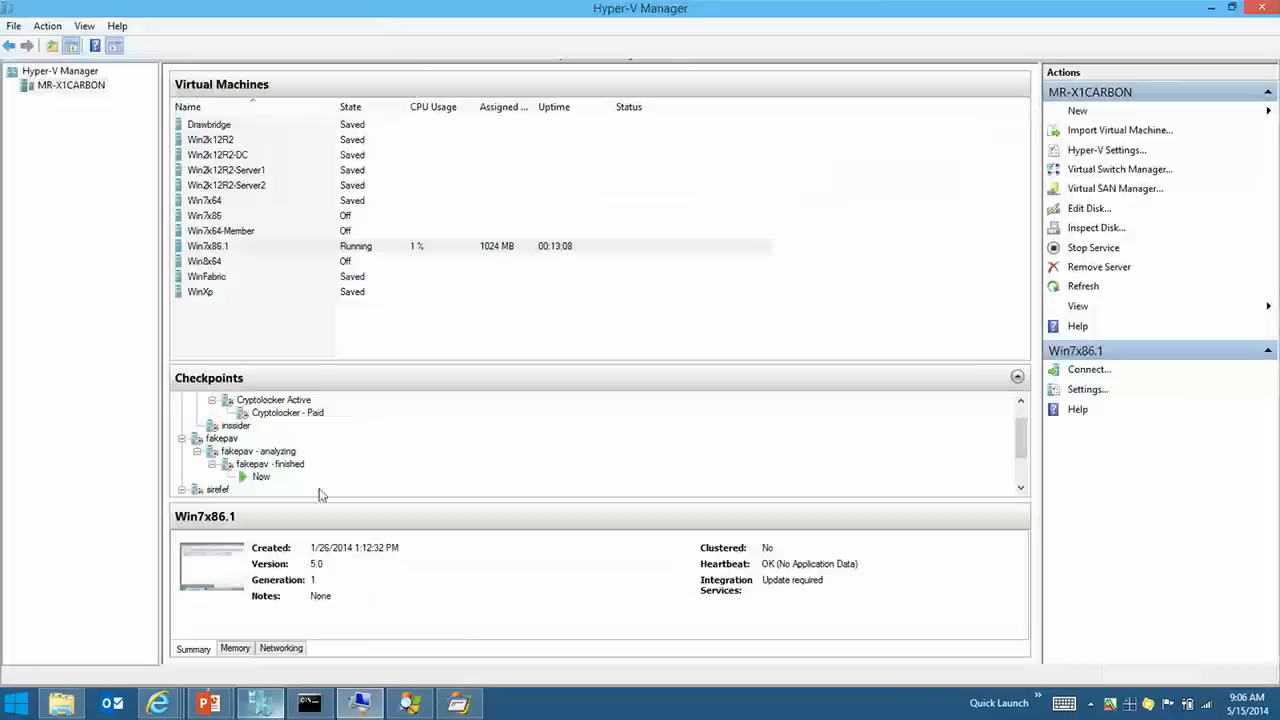 Hyper-V Manager
File Action View Help
Hyper-V Manager
MR-X1CARBON
Virtual Machines
Name State CPU Usage Assigned ... Uptime Status
Drawbridge Saved
Win2k12R2 Saved
Win2k12R2-DC Saved
Win2k12R2-Server1 Saved
Win2k12R2-Server2 Saved
Win7x64 Saved
Win7x86 Off
Win7x64-Member Off
Win7x86.1 Running 1 % 1024 MB 00:13:08
Win8x64 Off
WinFabric Saved
WinXp Saved
Checkpoints
Cryptolocker Active
Cryptolocker - Paid
inssider
fakepav
fakepav - analyzing
fakepav - finished
Now
sirefef
Win7x86.1
Created: 1/26/2014 1:12:32 PM
Version: 5.0
Generation: 1
Notes: None
Clustered: No
Heartbeat: OK (No Application Data)
Integration Services: Update required
Summary Memory Networking
Actions
MR-X1CARBON
New
Import Virtual Machine...
Hyper-V Settings...
Virtual Switch Manager...
Virtual SAN Manager...
Edit Disk...
Inspect Disk...
Stop Service
Remove Server
Refresh
View
Help
Win7x86.1
Connect...
Settings...
Help
Quick Launch
9:06 AM
5/15/2014